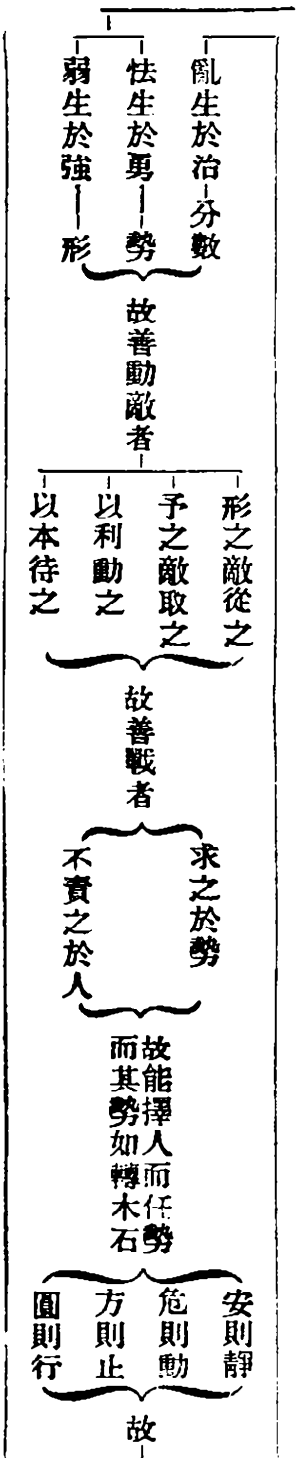 亂生於治—分數
怯生於勇—勢
弱生於強—形
故善動敵者
形之敵從之
予之敵取之
以利動之
以本待之
故善戰者
求之於勢
不責之於人
故能擇人而任勢
而其勢如轉木石
安則靜
危則動
方則止
圓則行
故